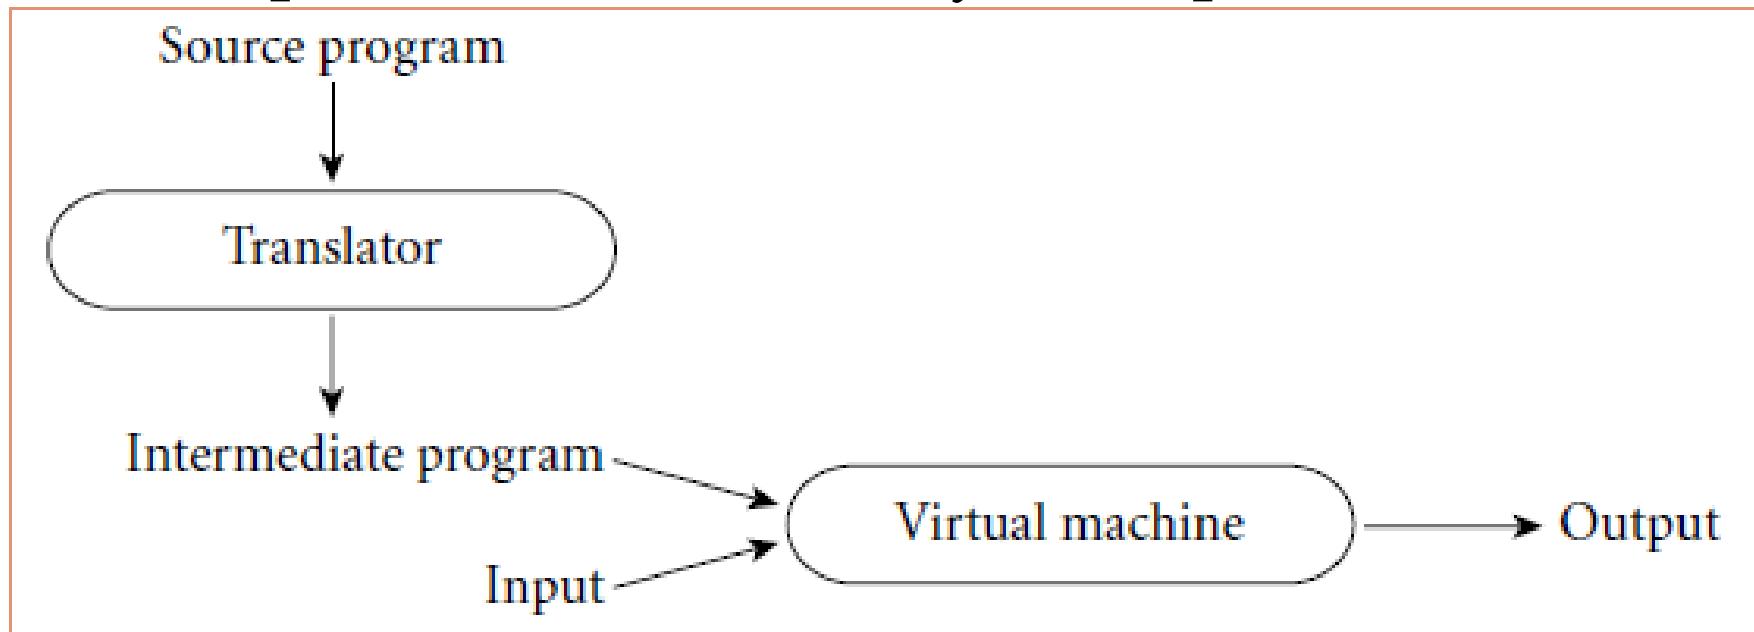 Source program
Translator
Intermediate program
Virtual machine
Output
Input